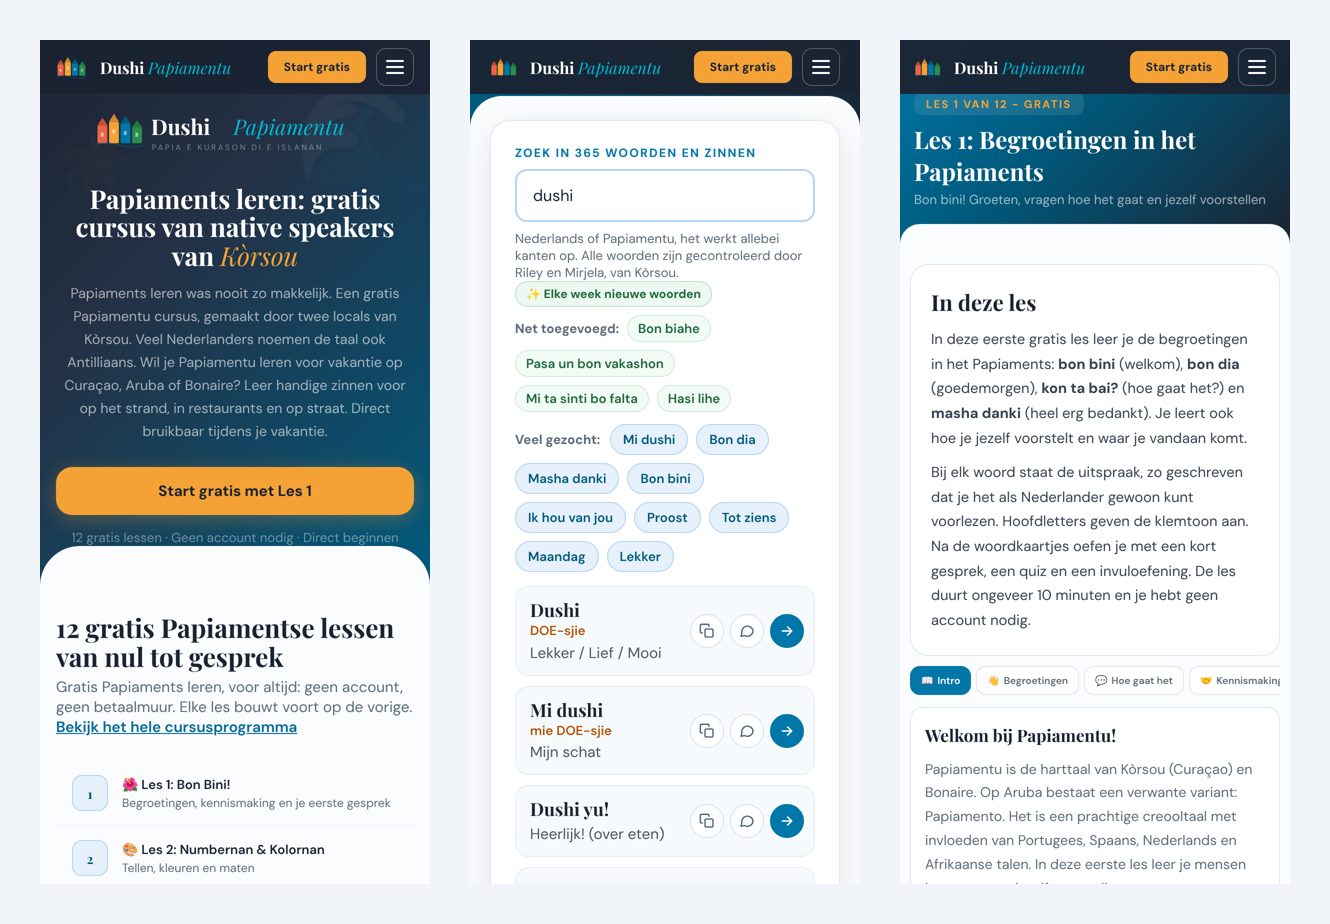 Dushi Papiamentu
Start gratis
Dushi Papiamentu
PAPIA E KURASON DI E ISLANAN
Papiaments leren: gratis
cursus van native speakers
van Kòrsou
Papiaments leren was nooit zo makkelijk. Een gratis
Papiamentu cursus, gemaakt door twee locals van
Kòrsou. Veel Nederlanders noemen de taal ook
Antilliaans. Wil je Papiamentu leren voor vakantie op
Curaçao, Aruba of Bonaire? Leer handige zinnen voor
op het strand, in restaurants en op straat. Direct
bruikbaar tijdens je vakantie.
Start gratis met Les 1
12 gratis lessen · Geen account nodig · Direct beginnen
12 gratis Papiamentse lessen
van nul tot gesprek
Gratis Papiaments leren, voor altijd: geen account,
geen betaalmuur. Elke les bouwt voort op de vorige.
Bekijk het hele cursusprogramma
1
🌺 Les 1: Bon Bini!
Begroetingen, kennismaking en je eerste gesprek
2
🎨 Les 2: Numbernan & Kolornan
Tellen, kleuren en maten
Dushi Papiamentu
Start gratis
ZOEK IN 365 WOORDEN EN ZINNEN
dushi
Nederlands of Papiamentu, het werkt allebei
kanten op. Alle woorden zijn gecontroleerd door
Riley en Mirjela, van Kòrsou.
✨ Elke week nieuwe woorden
Net toegevoegd: Bon biahe
Pasa un bon vakashon
Mi ta sinti bo falta Hasi lihe
Veel gezocht: Mi dushi Bon dia
Masha danki Bon bini
Ik hou van jou Proost Tot ziens
Maandag Lekker
Dushi
DOE-sjie
Lekker / Lief / Mooi
Mi dushi
mie DOE-sjie
Mijn schat
Dushi yu!
Heerlijk! (over eten)
Dushi Papiamentu
Start gratis
LES 1 VAN 12 – GRATIS
Les 1: Begroetingen in het
Papiaments
Bon bini! Groeten, vragen hoe het gaat en jezelf voorstellen
In deze les
In deze eerste gratis les leer je de begroetingen
in het Papiaments: bon bini (welkom), bon dia
(goedemorgen), kon ta bai? (hoe gaat het?) en
masha danki (heel erg bedankt). Je leert ook
hoe je jezelf voorstelt en waar je vandaan komt.
Bij elk woord staat de uitspraak, zo geschreven
dat je het als Nederlander gewoon kunt
voorlezen. Hoofdletters geven de klemtoon aan.
Na de woordkaartjes oefen je met een kort
gesprek, een quiz en een invuloefening. De les
duurt ongeveer 10 minuten en je hebt geen
account nodig.
📖 Intro 👋 Begroetingen 💬 Hoe gaat het 🤝 Kennismaking
Welkom bij Papiamentu!
Papiamentu is de harttaal van Kòrsou (Curaçao) en
Bonaire. Op Aruba bestaat een verwante variant:
Papiamento. Het is een prachtige creooltaal met
invloeden van Portugees, Spaans, Nederlands en
Afrikaanse talen. In deze eerste les leer je mensen